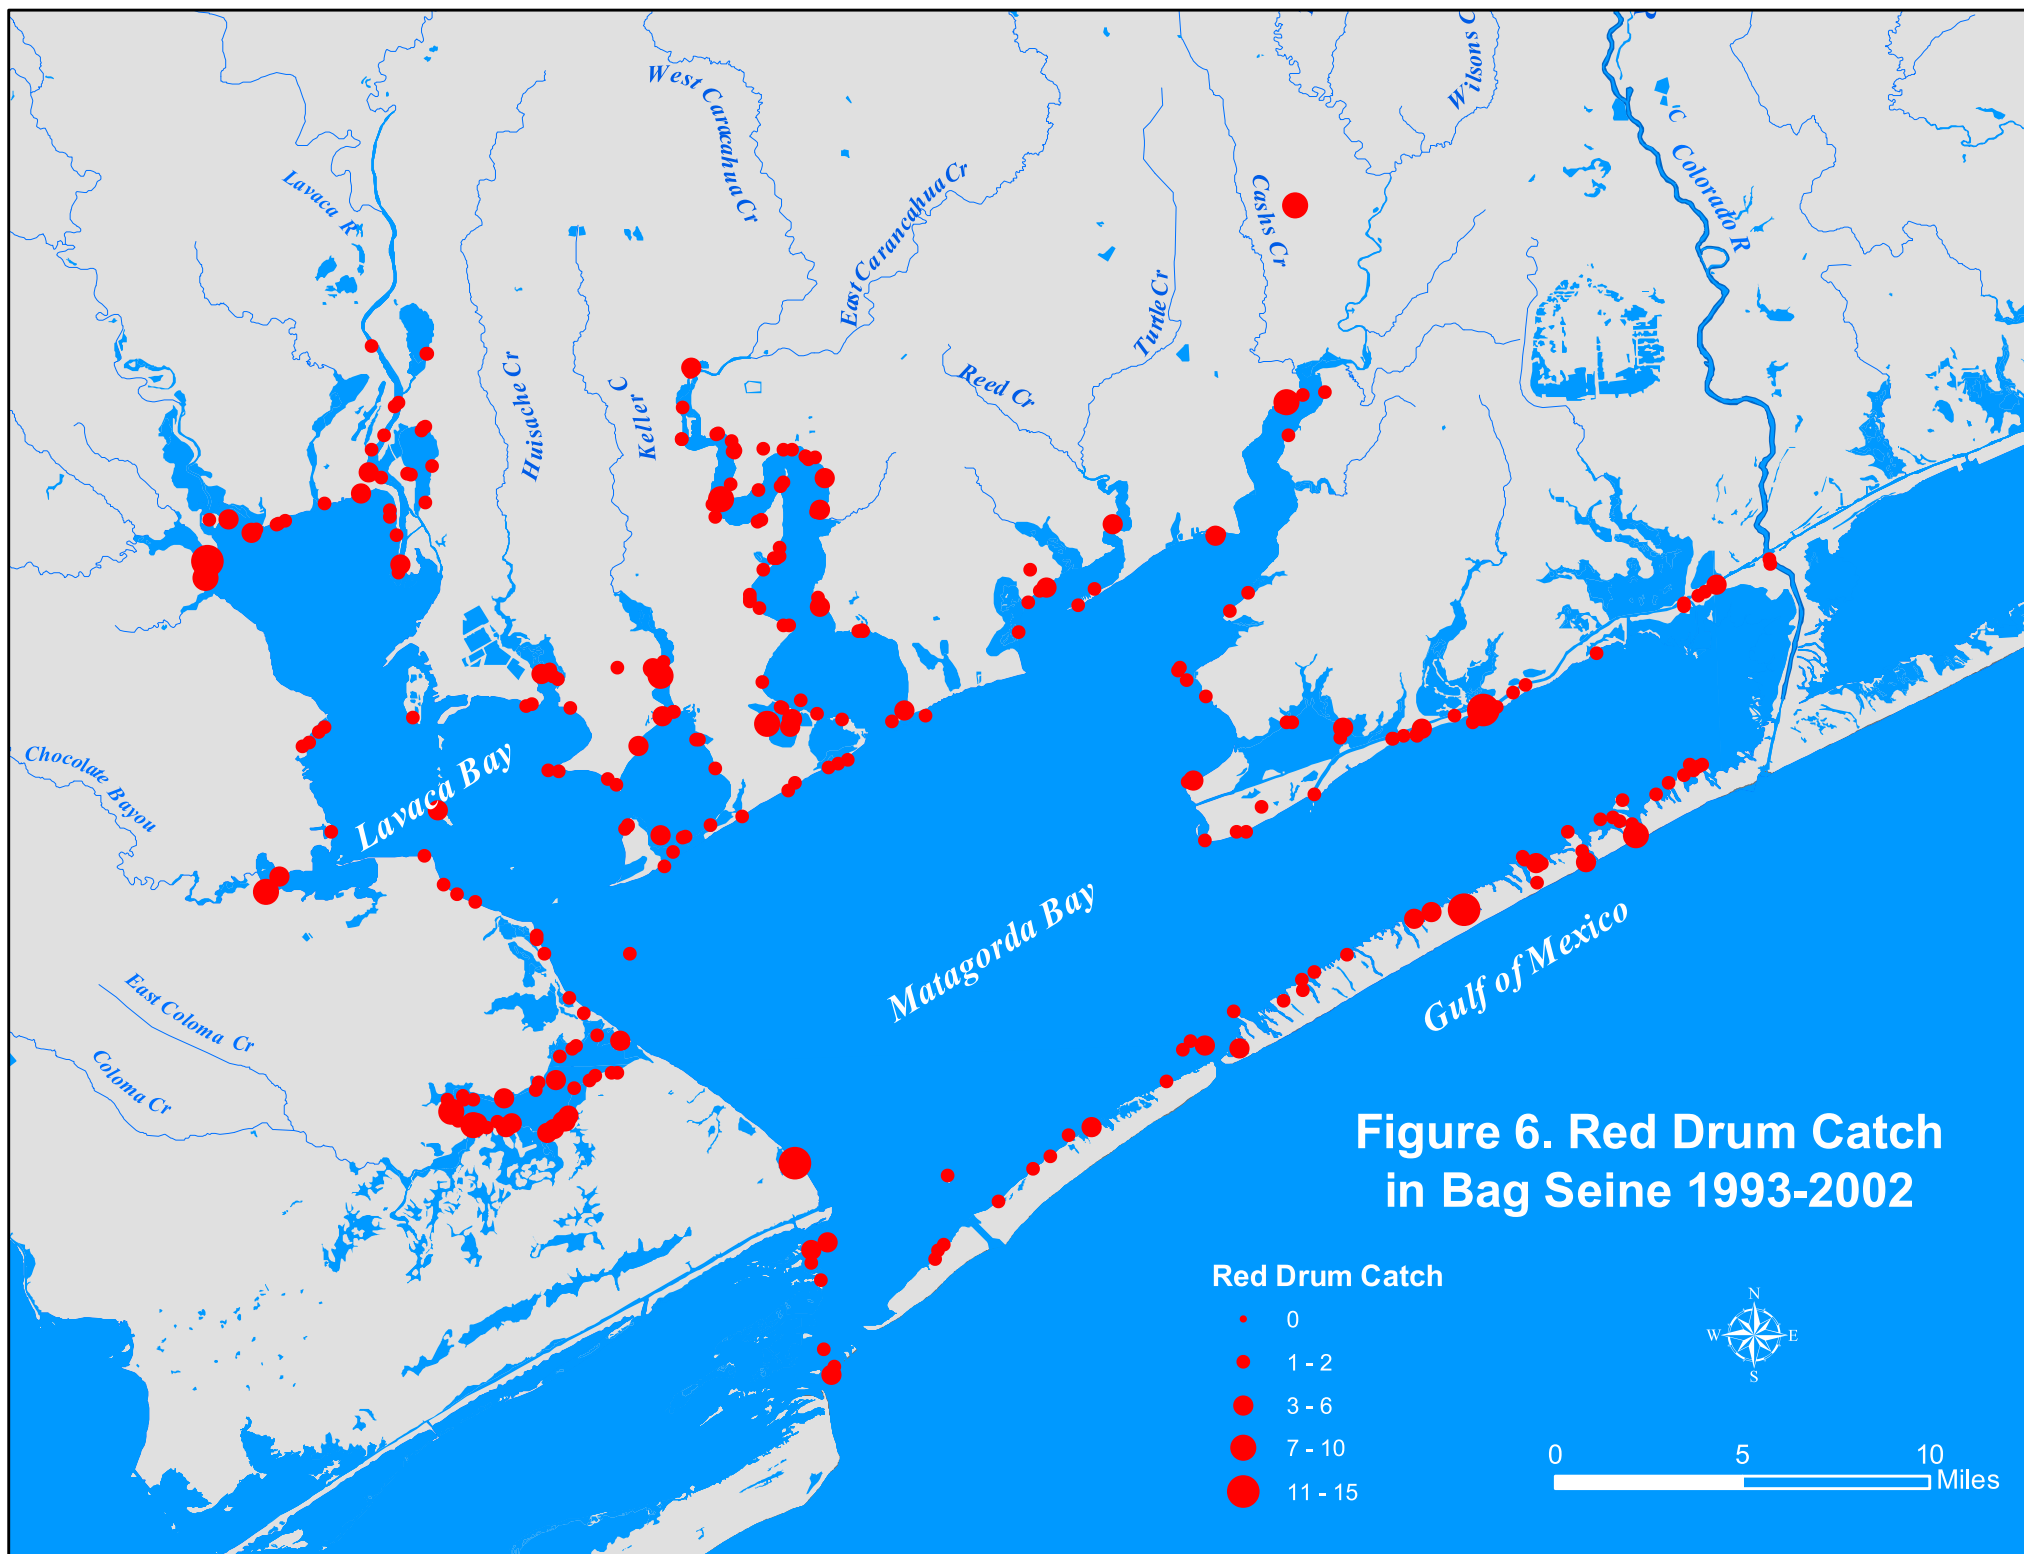 West Caracahua Cr
Wilsons C
C
Colorado R
Lavaca R
East Carancahua Cr
Cashs Cr
Turtle Cr
Huisache Cr
Keller C
Reed Cr
Chocolate Bayou
Lavaca Bay
Matagorda Bay
Gulf of Mexico
East Coloma Cr
Coloma Cr
Figure 6. Red Drum Catch
in Bag Seine 1993-2002
Red Drum Catch
0
1 - 2
3 - 6
7 - 10
11 - 15
N
W E
S
0 5 10
Miles